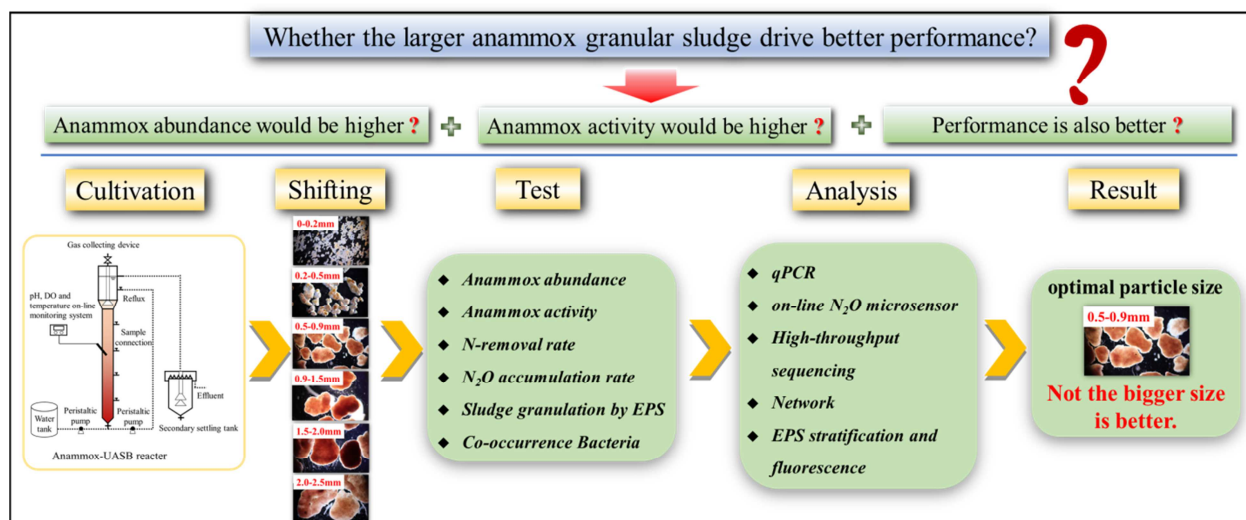 Whether the larger anammox granular sludge drive better performance?
?
Anammox abundance would be higher ?
Anammox activity would be higher ?
Performance is also better ?
Cultivation
Shifting
Test
Analysis
Result
Gas collecting device
pH, DO and
temperature on-line
monitoring system
Reflux
Sample
connection
Effluent
Water
tank
Peristaltic
pump
Peristaltic
pump
Secondary settling tank
Anammox-UASB reacter
0-0.2mm
0.2-0.5mm
0.5-0.9mm
0.9-1.5mm
1.5-2.0mm
2.0-2.5mm
Anammox abundance
Anammox activity
N-removal rate
N₂O accumulation rate
Sludge granulation by EPS
Co-occurrence Bacteria
qPCR
on-line N₂O microsensor
High-throughput
sequencing
Network
EPS stratification and
fluorescence
optimal particle size
0.5-0.9mm
Not the bigger size
is better.